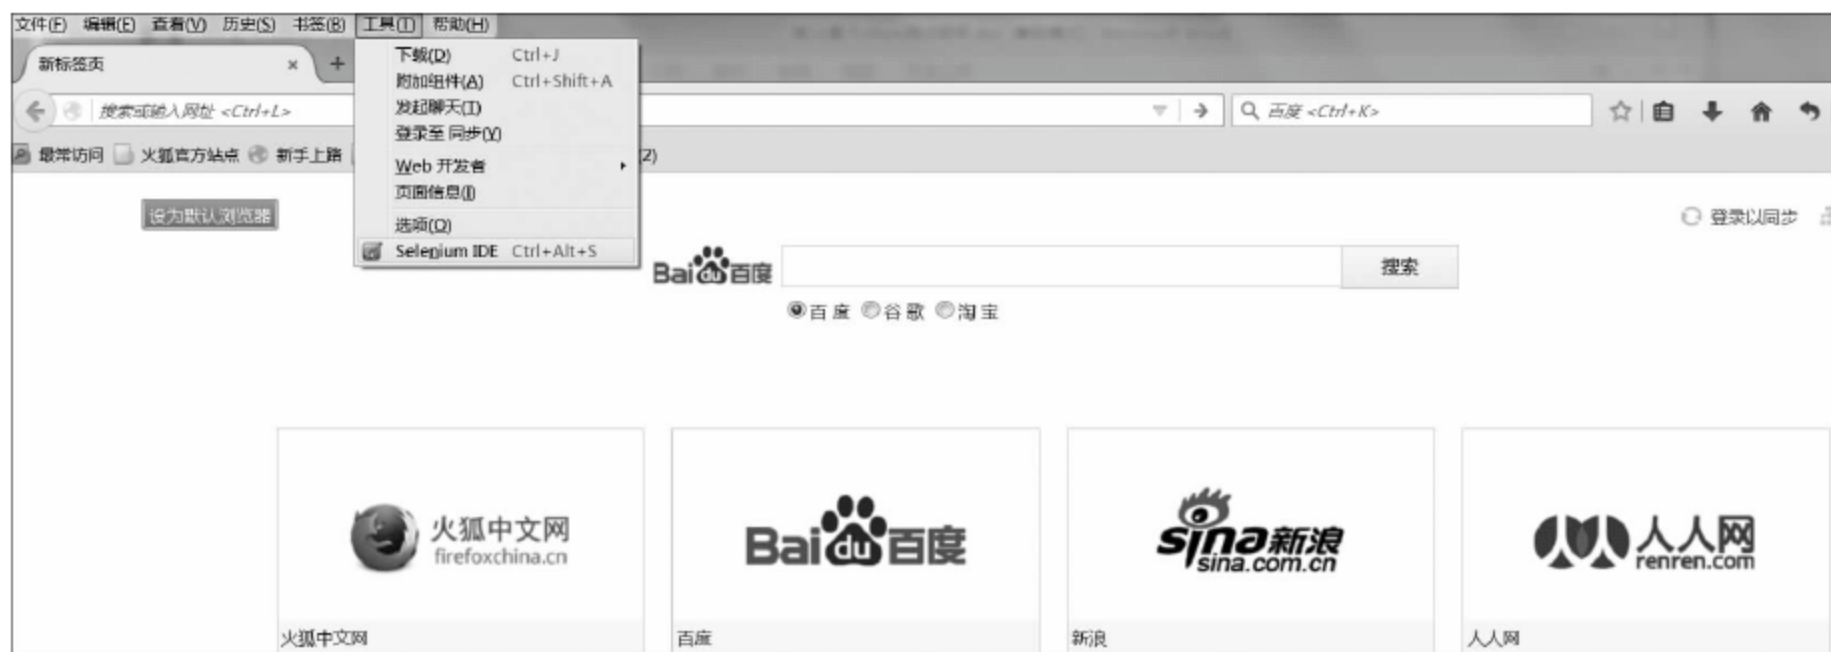 文件(F) 编辑(E) 查看(V) 历史(S) 书签(B) 工具(T) 帮助(H)
新标签页 × +
下载(D) Ctrl+J
附加组件(A) Ctrl+Shift+A
发起聊天(T)
登录至 同步(Y)
Web 开发者
页面信息(I)
选项(O)
Selenium IDE Ctrl+Alt+S
搜索或输入网址 <Ctrl+L>
百度 <Ctrl+K>
最常访问 火狐官方站点 新手上路 2)
设为默认浏览器
登录以同步
Bai du 百度 搜索
百度 谷歌 淘宝
火狐中文网
firefoxchina.cn
Bai du 百度
sina新浪
sina.com.cn
人人网
renren.com
火狐中文网 百度 新浪 人人网